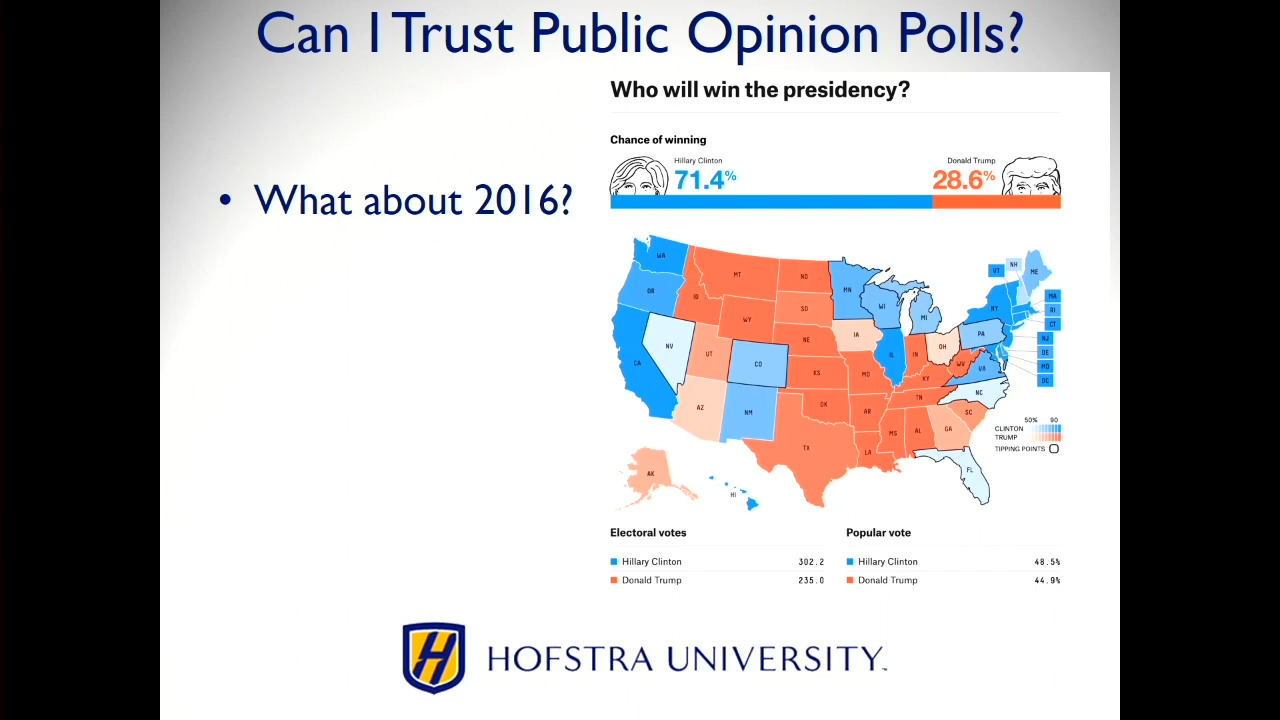 Can I Trust Public Opinion Polls?
• What about 2016?
Who will win the presidency?
Chance of winning
Hillary Clinton
71.4%
Donald Trump
28.6%
WA
OR
CA
NV
ID
MT
WY
UT
AZ
CO
NM
ND
SD
NE
KS
OK
TX
MN
IA
MO
AR
LA
WI
IL
MI
IN
OH
KY
TN
MS
AL
GA
FL
SC
NC
VA
WV
PA
NY
VT
NH
ME
MA
RI
CT
NJ
DE
MD
DC
AK
HI
50% 90
CLINTON
TRUMP
TIPPING POINTS
Electoral votes
Hillary Clinton 302.2
Donald Trump 235.0
Popular vote
Hillary Clinton 48.5%
Donald Trump 44.9%
H
HOFSTRA UNIVERSITY™